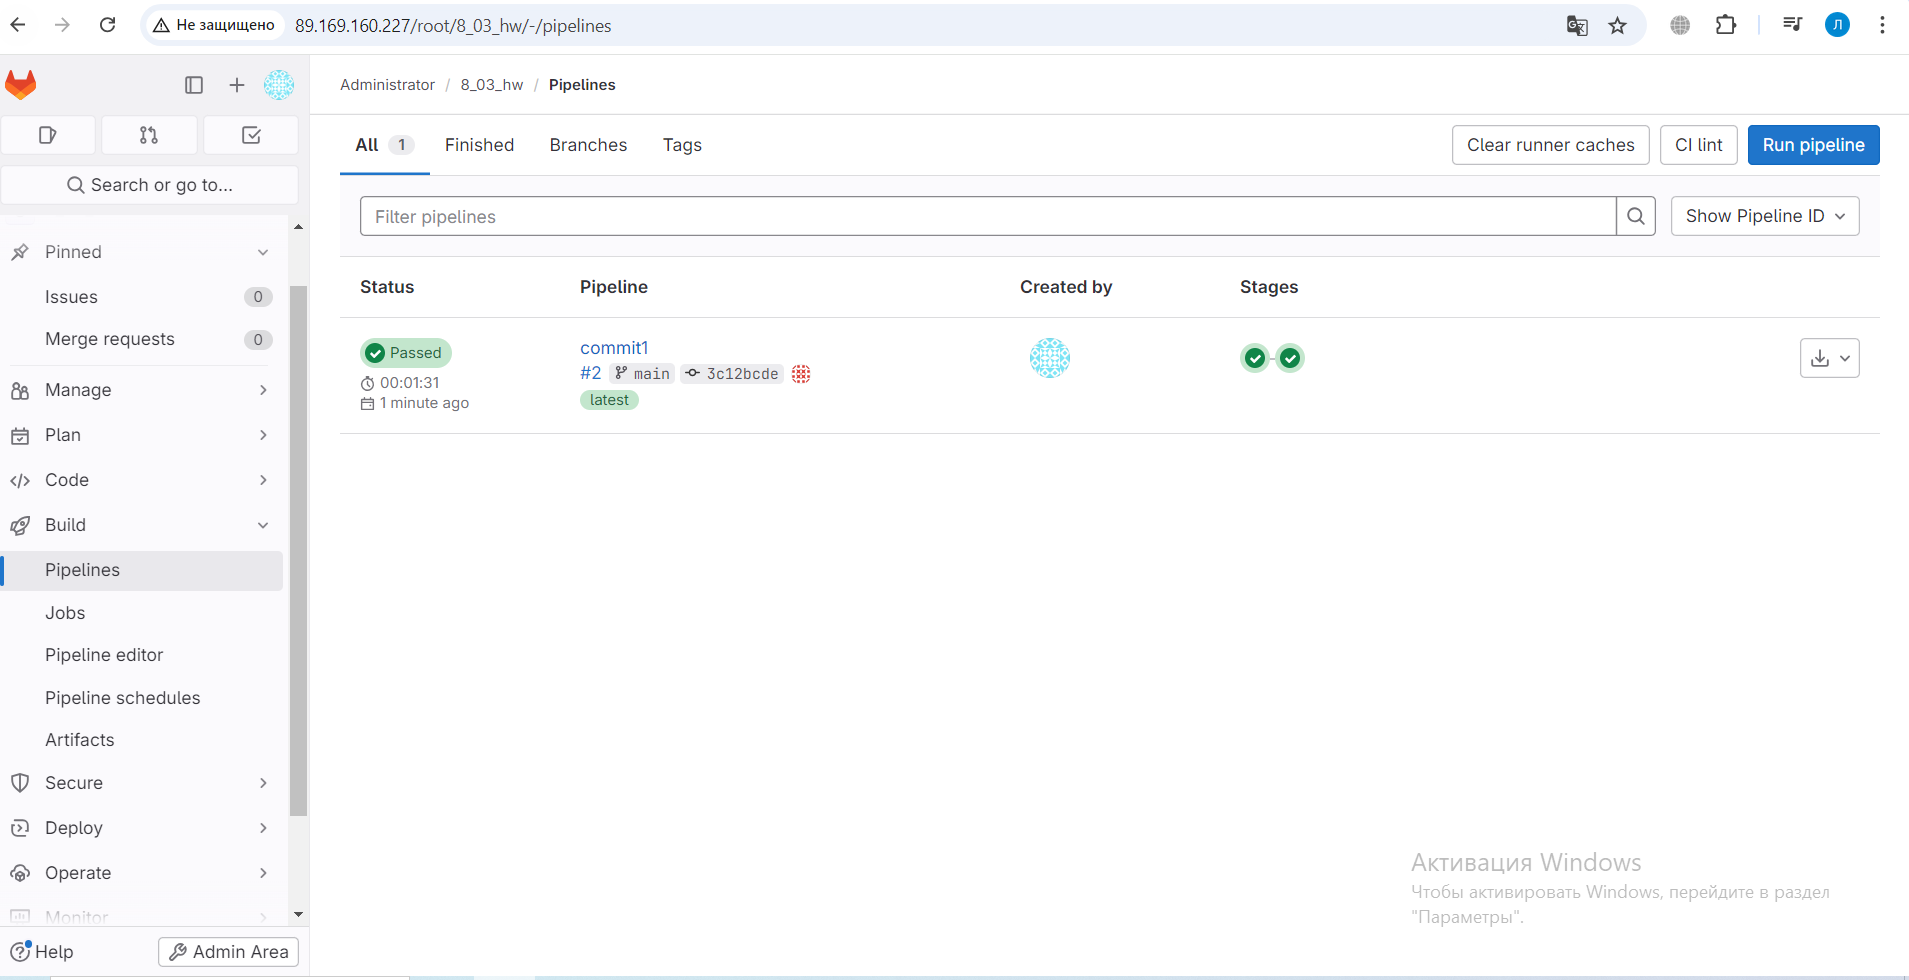 Не защищено
89.169.160.227/root/8_03_hw/-/pipelines
Л
Administrator / 8_03_hw / Pipelines
Search or go to...
Pinned
Issues 0
Merge requests 0
Manage
Plan
Code
Build
Pipelines
Jobs
Pipeline editor
Pipeline schedules
Artifacts
Secure
Deploy
Operate
Monitor
Help
Admin Area
All 1 Finished Branches Tags
Clear runner caches CI lint Run pipeline
Filter pipelines
Show Pipeline ID
Status Pipeline Created by Stages
Passed
00:01:31
1 minute ago
commit1
#2 main 3c12bcde
latest
Активация Windows
Чтобы активировать Windows, перейдите в раздел
"Параметры".